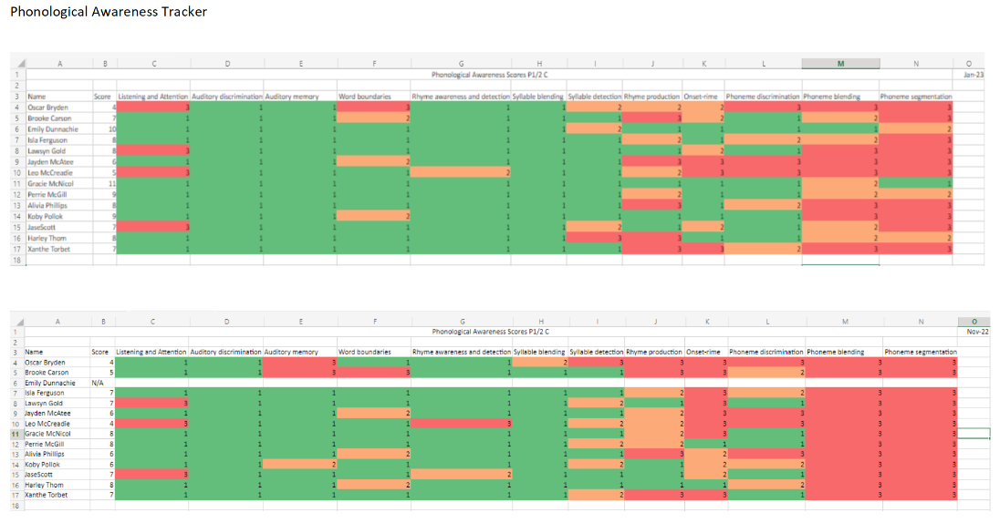 Phonological Awareness Tracker
A B C D E F G H I J K L M N O
1 Phonological Awareness Scores P1/2 C Jan-23
2
3 Name Score Listening and Attention Auditory discrimination Auditory memory Word boundaries Rhyme awareness and detection Syllable blending Syllable detection Rhyme production Onset-rime Phoneme discrimination Phoneme blending Phoneme segmentation
4 Oscar Bryden 4 3 1 1 3 1 1 2 2 2 3 3 3
5 Brooke Carson 7 1 1 1 2 1 1 1 3 2 1 2 3
6 Emily Dunnachie 10 1 1 1 1 1 1 2 1 1 1 1 2
7 Isla Ferguson 8 1 1 1 1 1 1 1 2 1 2 2 3
8 Lawsyn Gold 8 3 1 1 1 1 1 1 1 2 1 3 3
9 Jayden McAtee 6 1 1 1 2 1 1 1 3 3 3 3 3
10 Leo McCreadie 5 3 1 1 1 2 1 1 2 3 3 3 3
11 Gracie McNicol 11 1 1 1 1 1 1 1 1 1 1 2 1
12 Perrie McGill 9 1 1 1 1 1 1 1 2 1 1 2 2
13 Alivia Phillips 8 1 1 1 1 1 1 1 3 1 2 3 3
14 Koby Pollok 9 1 1 1 2 1 1 1 1 1 1 3 3
15 JaseScott 7 3 1 1 1 1 1 2 1 2 1 2 3
16 Harley Thom 8 1 1 1 1 1 1 3 3 1 1 2 2
17 Xanthe Torbet 7 1 1 1 1 1 1 1 3 3 2 3 3
18
A B C D E F G H I J K L M N O
1 Phonological Awareness Scores P1/2 C Nov-22
2
3 Name Score Listening and Attention Auditory discrimination Auditory memory Word boundaries Rhyme awareness and detection Syllable blending Syllable detection Rhyme production Onset-rime Phoneme discrimination Phoneme blending Phoneme segmentation
4 Oscar Bryden 4 1 1 3 1 1 2 3 3 3 3 3 3
5 Brooke Carson 5 1 1 3 3 1 1 1 3 3 2 3 3
6 Emily Dunnachie N/A
7 Isla Ferguson 7 1 1 1 1 1 1 1 2 3 2 3 3
8 Lawsyn Gold 7 3 1 1 1 1 1 2 1 3 1 3 3
9 Jayden McAtee 6 1 1 1 2 1 1 1 2 3 3 3 3
10 Leo McCreadie 4 3 1 1 1 3 1 2 2 3 3 3 3
11 Gracie McNicol 8 1 1 1 1 1 1 1 2 3 1 3 3
12 Perrie McGill 8 1 1 1 1 1 1 2 2 1 1 3 3
13 Alivia Phillips 6 1 1 1 2 1 1 1 3 2 3 3 3
14 Koby Pollok 6 1 1 2 1 1 1 2 1 2 2 3 3
15 JaseScott 7 3 1 1 1 2 1 1 1 2 1 3 3
16 Harley Thom 8 1 1 1 2 1 1 1 1 1 2 3 3
17 Xanthe Torbet 7 1 1 1 1 1 1 2 3 3 1 3 3
18